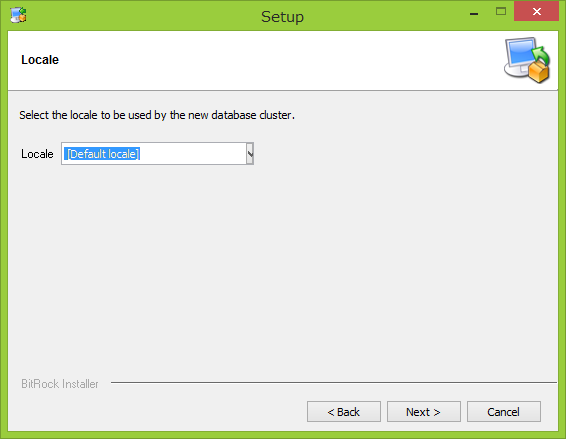 Setup
Locale
Select the locale to be used by the new database cluster.
Locale [Default locale]
BitRock Installer
< Back Next > Cancel